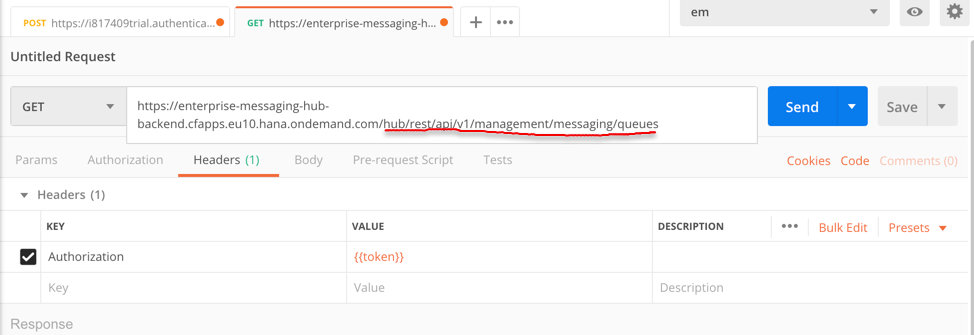 POST https://i817409trial.authentica...
GET https://enterprise-messaging-h...
em
Untitled Request
GET
https://enterprise-messaging-hub-
backend.cfapps.eu10.hana.ondemand.com/hub/rest/api/v1/management/messaging/queues
Send
Save
Params Authorization Headers (1) Body Pre-request Script Tests Cookies Code Comments (0)
Headers (1)
KEY VALUE DESCRIPTION ••• Bulk Edit Presets
Authorization {{token}}
Key Value Description
Response